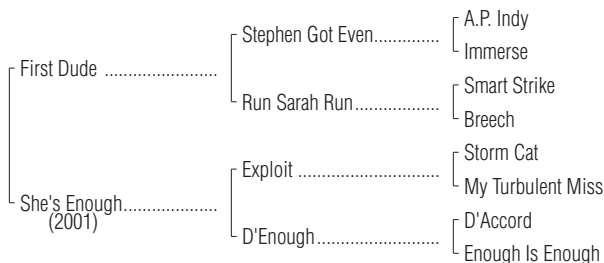 A.P. Indy
Stephen Got Even..............
Immerse
First Dude ........................
Smart Strike
Run Sarah Run..................
Breech
Storm Cat
Exploit ..............................
My Turbulent Miss
She's Enough....................
(2001)
D'Accord
D'Enough..........................
Enough Is Enough